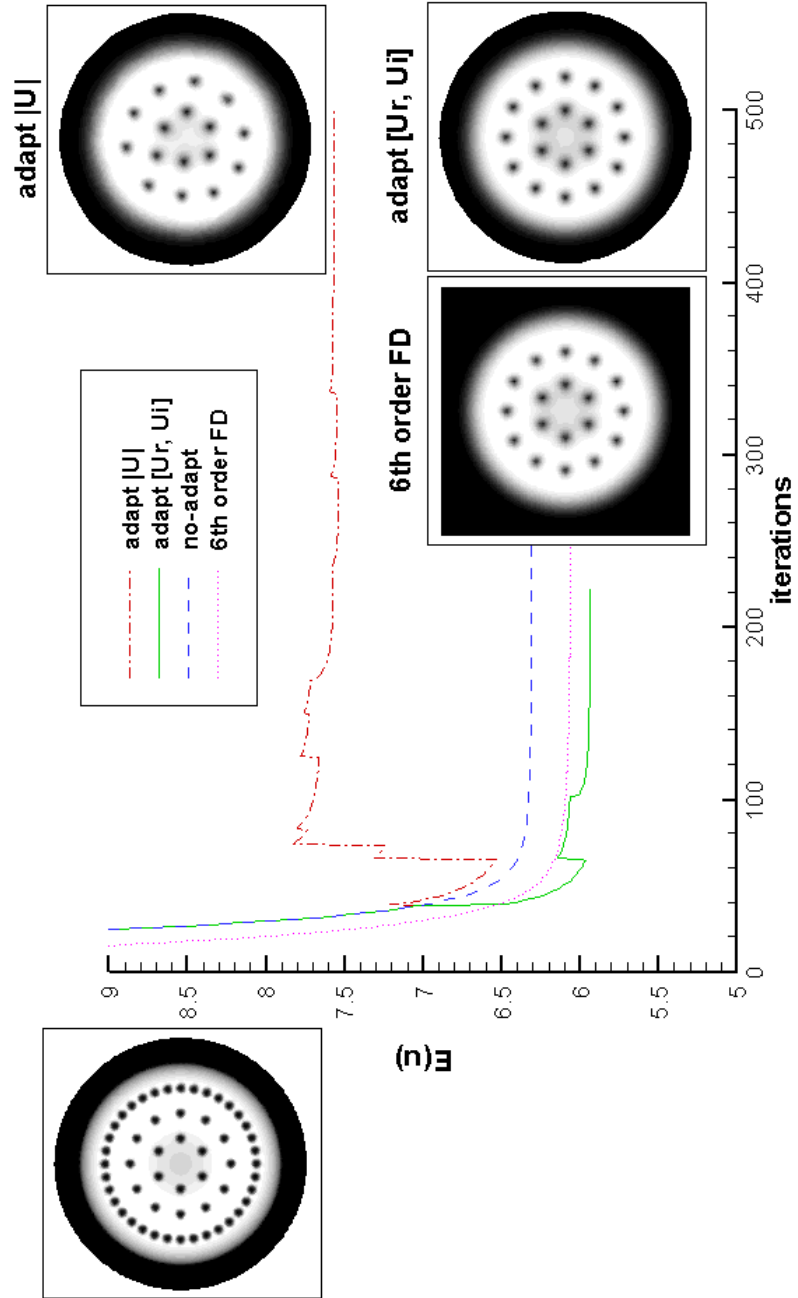 adapt |U|
adapt |U|
adapt [Ur, Ui]
no-adapt
6th order FD
6th order FD
adapt [Ur, Ui]
E(u)
9
8.5
8
7.5
7
6.5
6
5.5
5
0
100
200
300
400
500
iterations